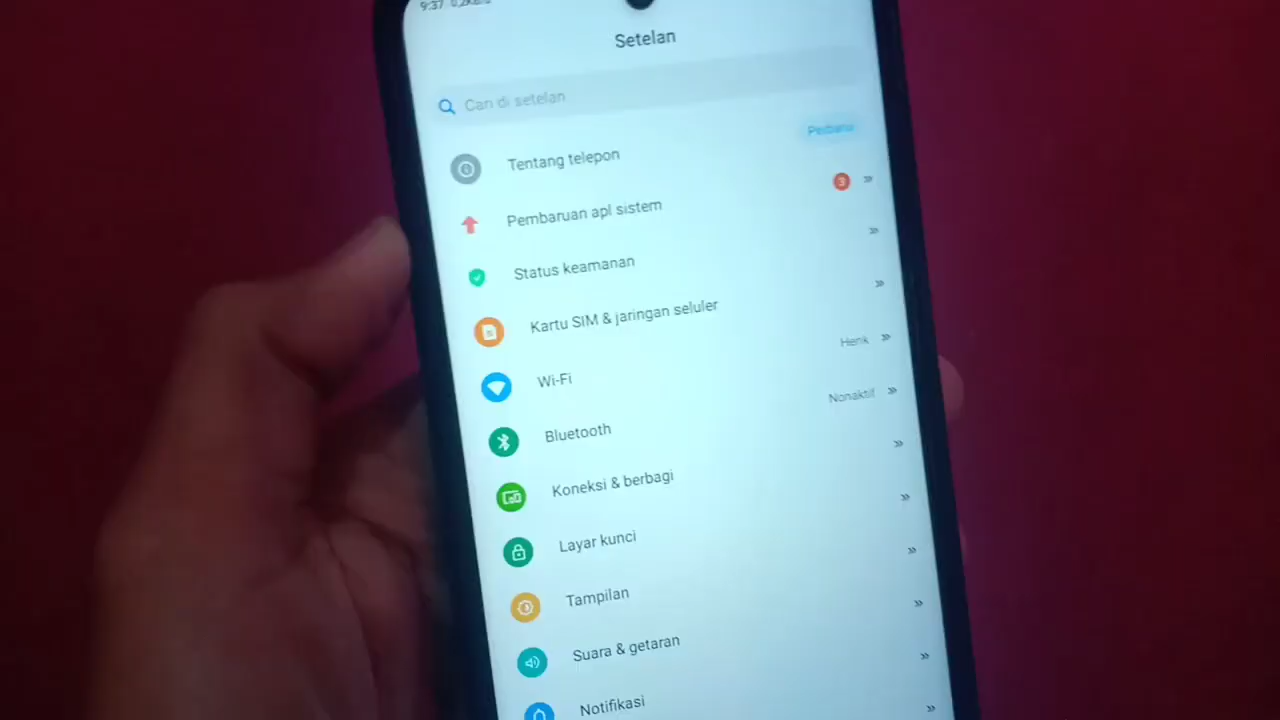 9:37
Setelan
Cari di setelan
Tentang telepon
Perbarui
Pembaruan apl sistem
3
Status keamanan
Kartu SIM & jaringan seluler
Wi-Fi
Henk
Bluetooth
Nonaktif
Koneksi & berbagi
Layar kunci
Tampilan
Suara & getaran
Notifikasi